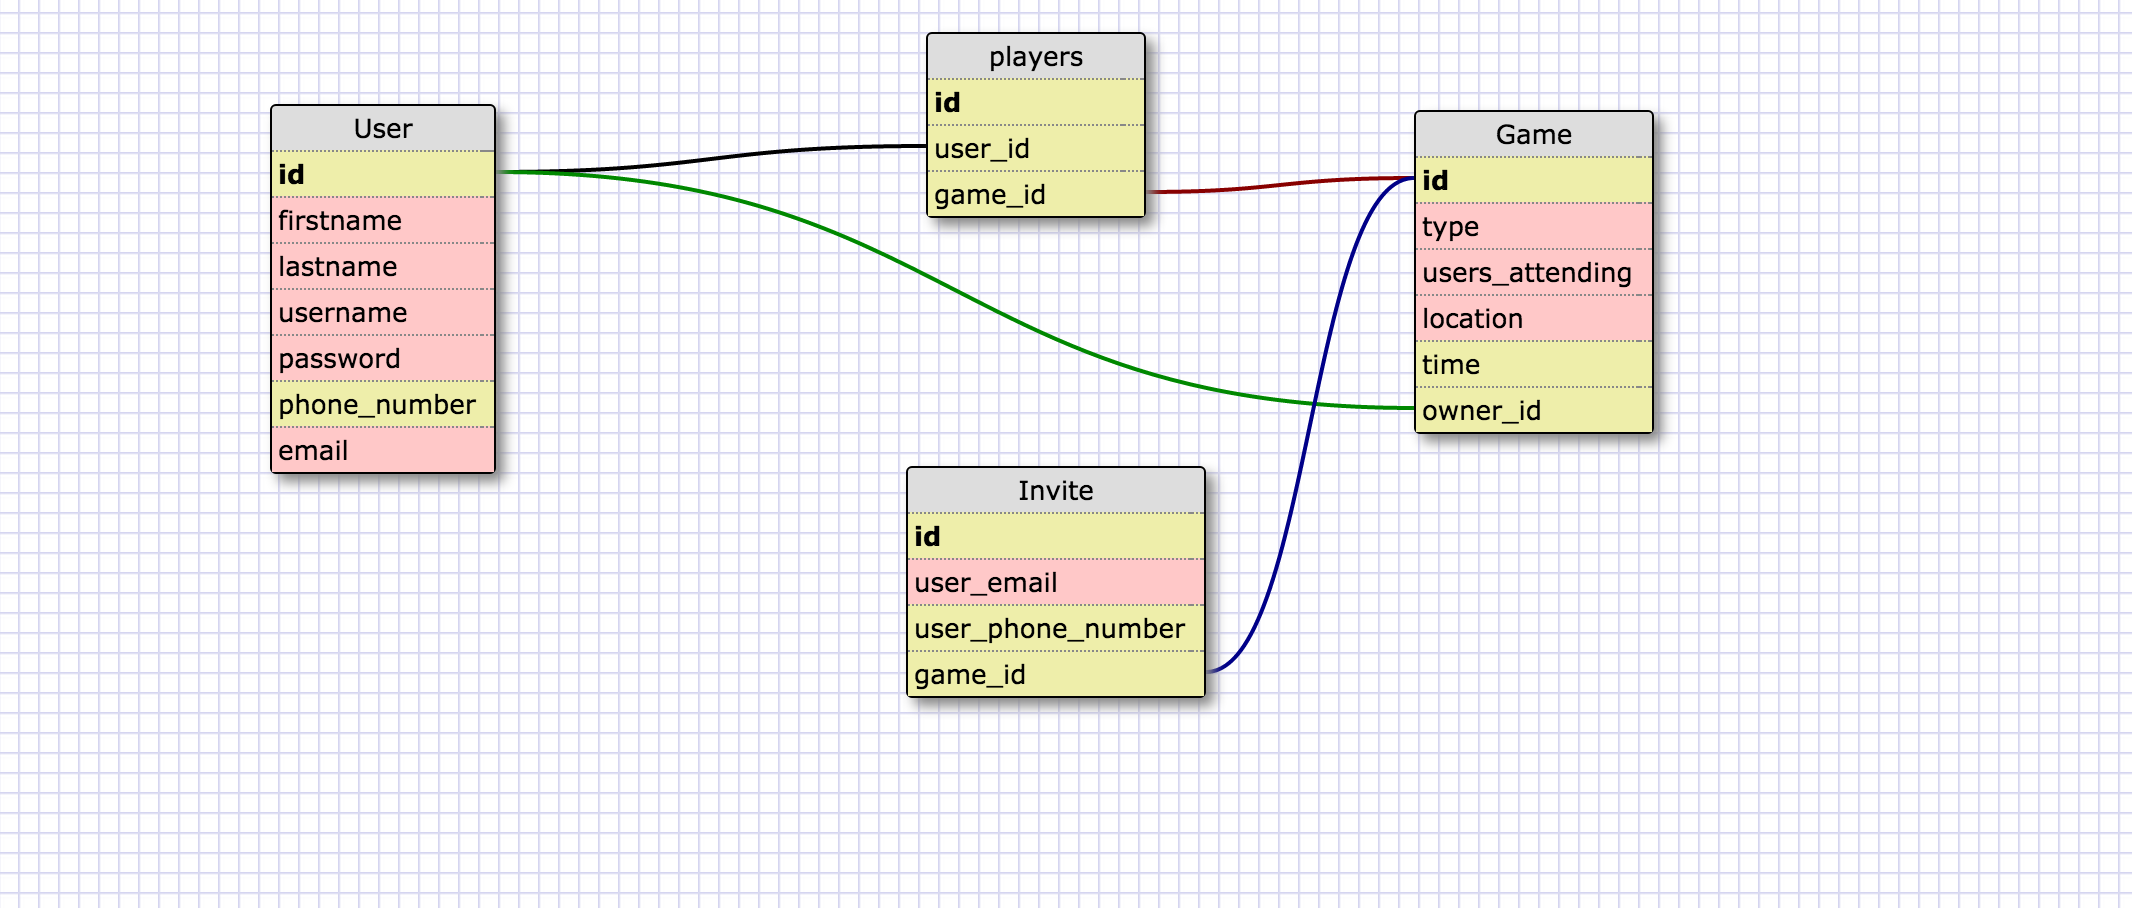 User
id
firstname
lastname
username
password
phone_number
email
players
id
user_id
game_id
Game
id
type
users_attending
location
time
owner_id
Invite
id
user_email
user_phone_number
game_id